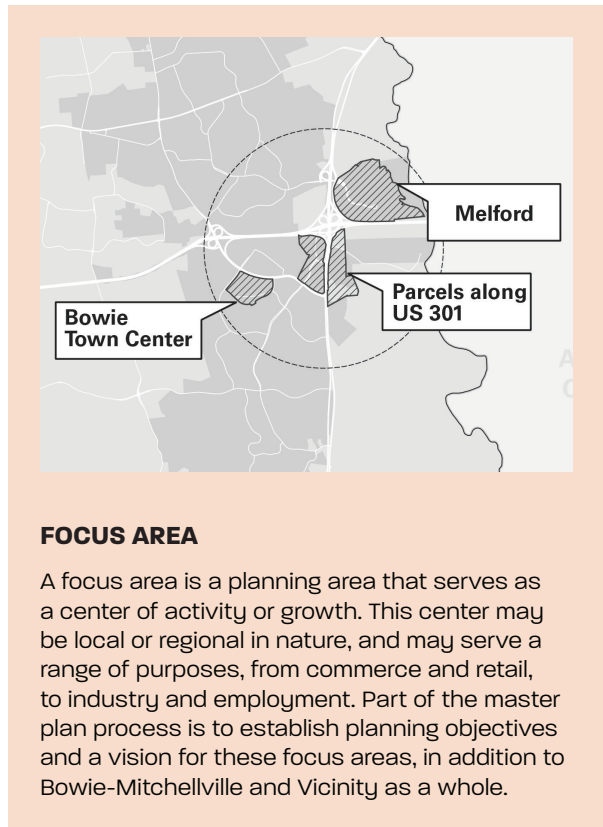 Melford
Parcels along
US 301
Bowie
Town Center
A
C
FOCUS AREA
A focus area is a planning area that serves as
a center of activity or growth. This center may
be local or regional in nature, and may serve a
range of purposes, from commerce and retail,
to industry and employment. Part of the master
plan process is to establish planning objectives
and a vision for these focus areas, in addition to
Bowie-Mitchellville and Vicinity as a whole.